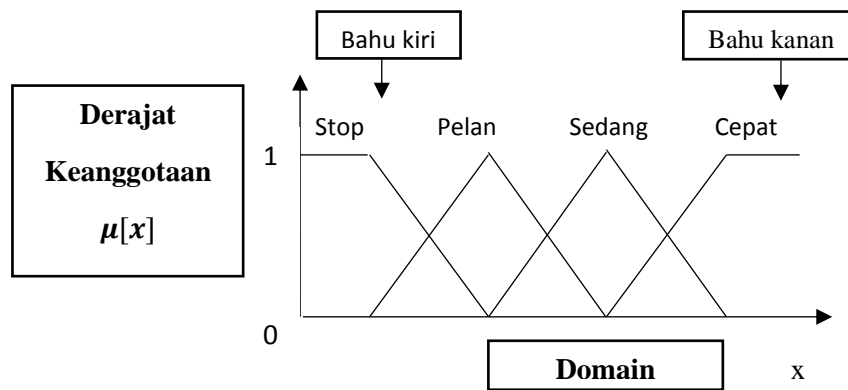 Bahu kiri
Bahu kanan
Derajat
Keanggotaan
μ[x]
Stop Pelan Sedang Cepat
1
0
Domain
x